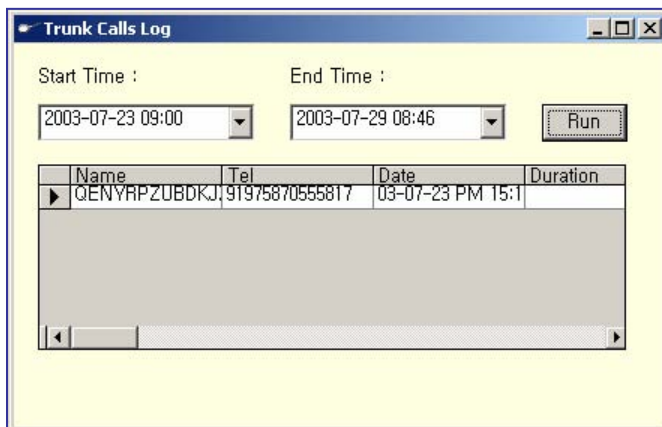 Trunk Calls Log
Start Time :
End Time :
2003-07-23 09:00
2003-07-29 08:46
Run
Name Tel Date Duration
QENYRPZUBDKJ. 91975870555817 03-07-23 PM 15:1